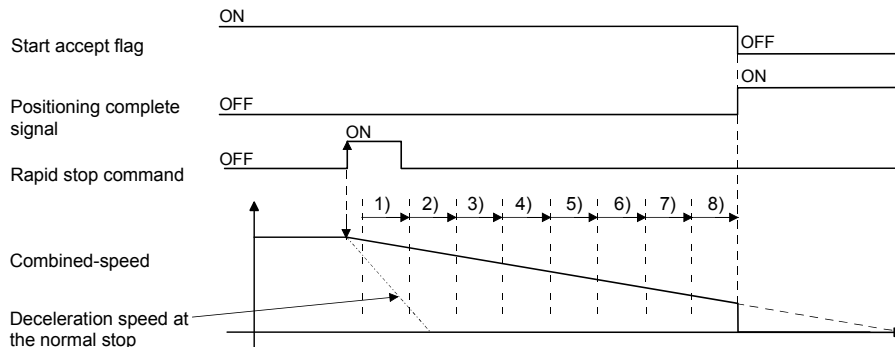 ON
Start accept flag
OFF
ON
Positioning complete
signal
OFF
ON
OFF
Rapid stop command
1) 2) 3) 4) 5) 6) 7) 8)
Combined-speed
Deceleration speed at
the normal stop